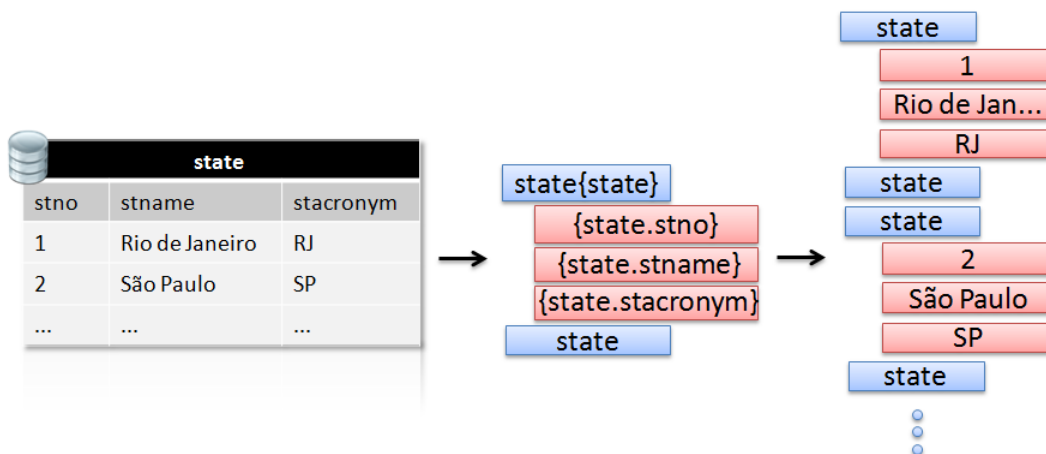 state
stno stname stacronym
1 Rio de Janeiro RJ
2 São Paulo SP
... ... ...
state{state}
{state.stno}
{state.stname}
{state.stacronym}
state
state
1
Rio de Jan...
RJ
state
state
2
São Paulo
SP
state